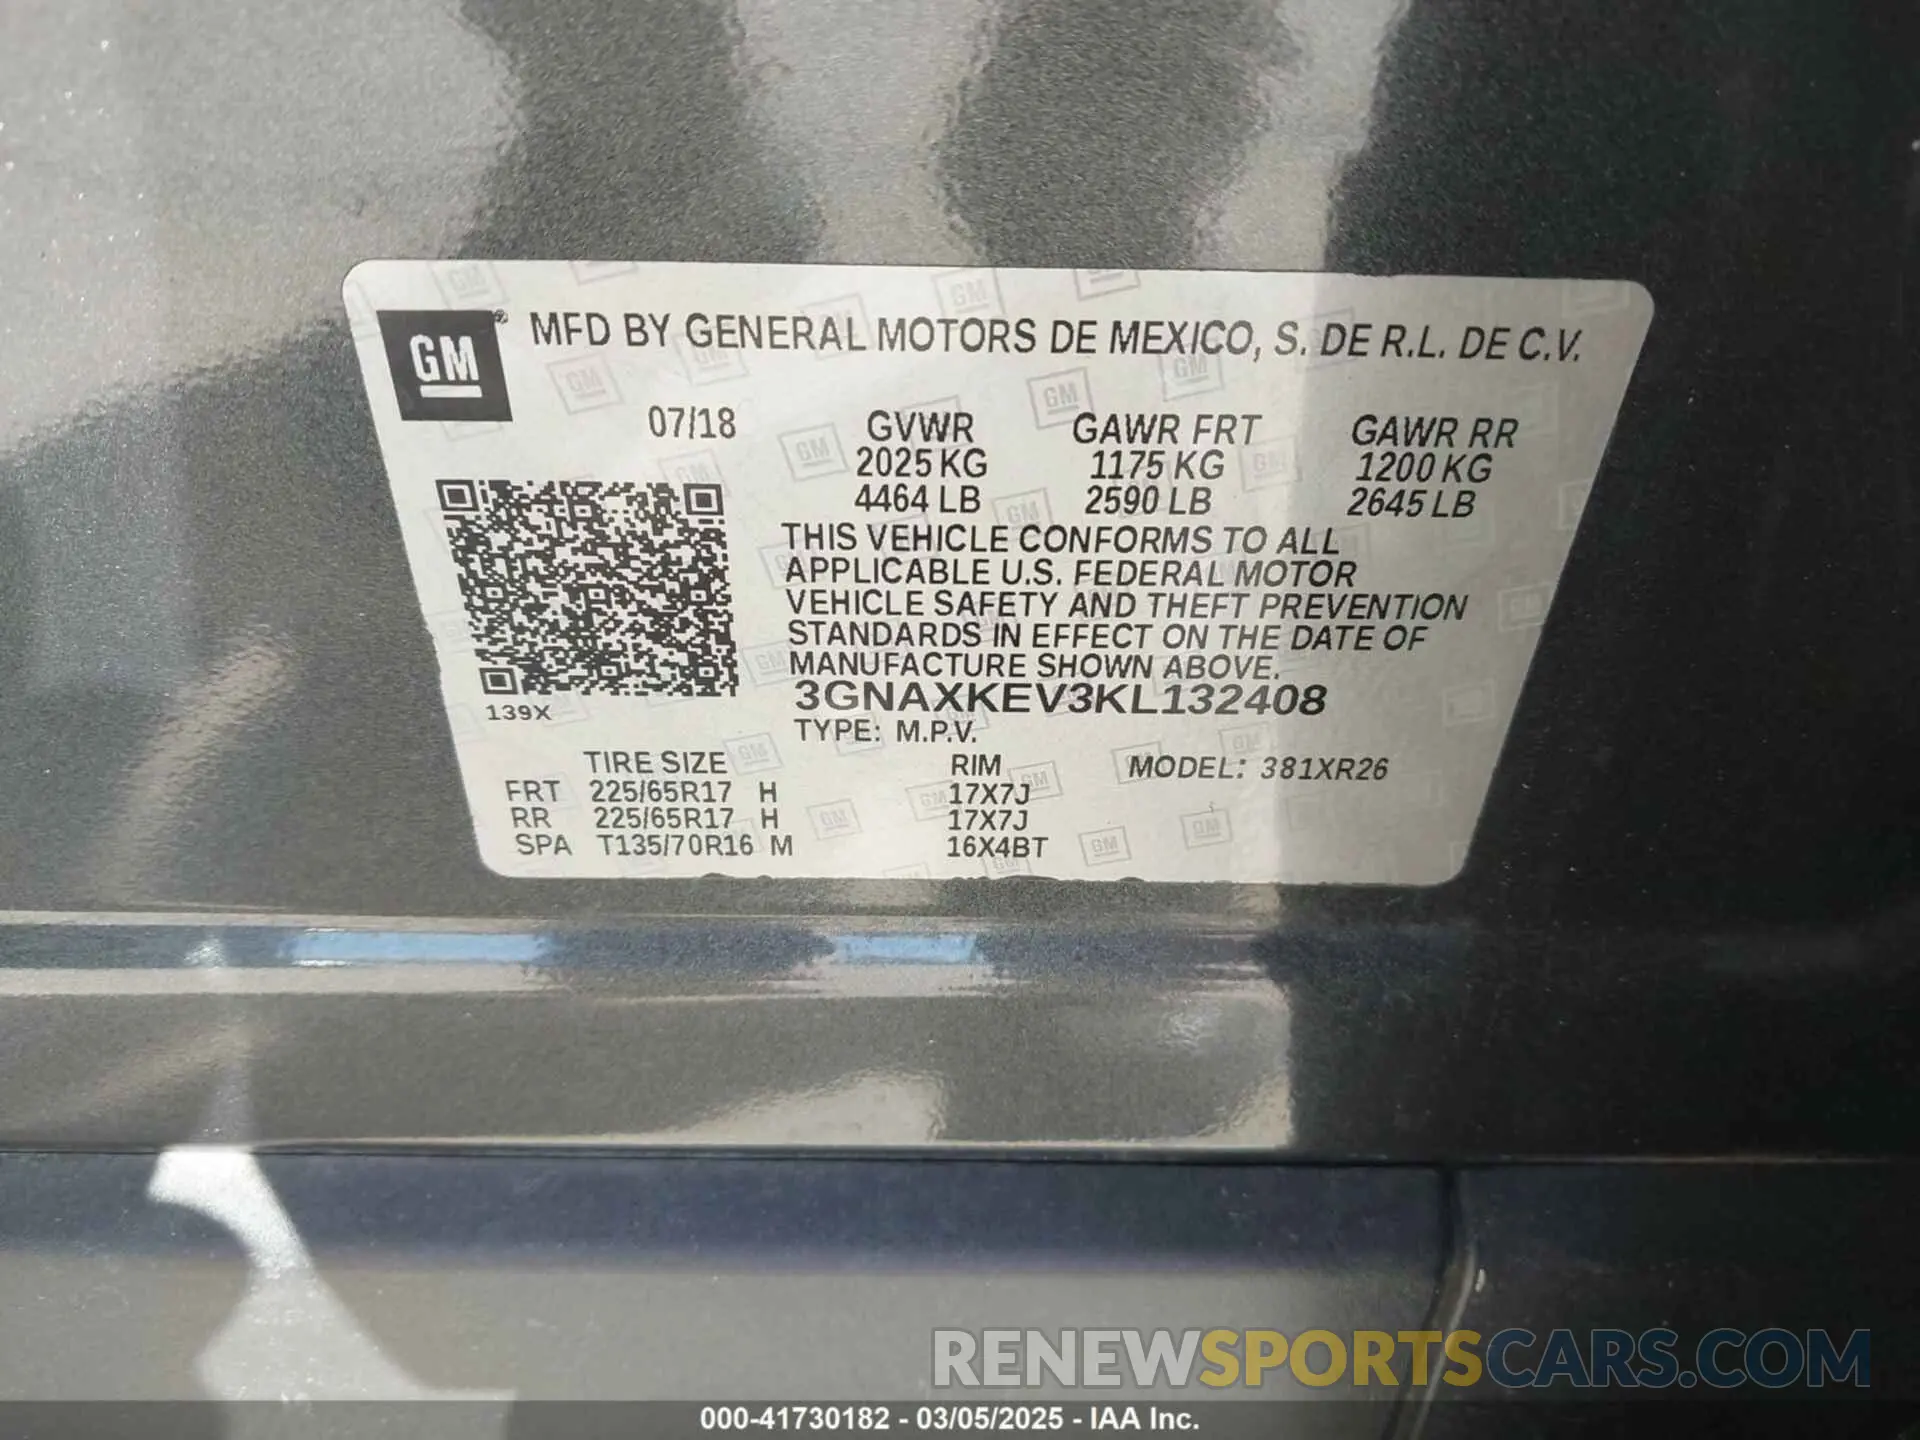 GM® MFD BY GENERAL MOTORS DE MEXICO, S. DE R.L. DE C.V.
07/18 GVWR GAWR FRT GAWR RR
2025 KG 1175 KG 1200 KG
4464 LB 2590 LB 2645 LB
THIS VEHICLE CONFORMS TO ALL
APPLICABLE U.S. FEDERAL MOTOR
VEHICLE SAFETY AND THEFT PREVENTION
STANDARDS IN EFFECT ON THE DATE OF
MANUFACTURE SHOWN ABOVE.
139X 3GNAXKEV3KL132408
TYPE: M.P.V.
TIRE SIZE RIM MODEL: 381XR26
FRT 225/65R17 H 17X7J
RR 225/65R17 H 17X7J
SPA T135/70R16 M 16X4BT
RENEWSPORTSCARS.COM
000-41730182 - 03/05/2025 - IAA Inc.